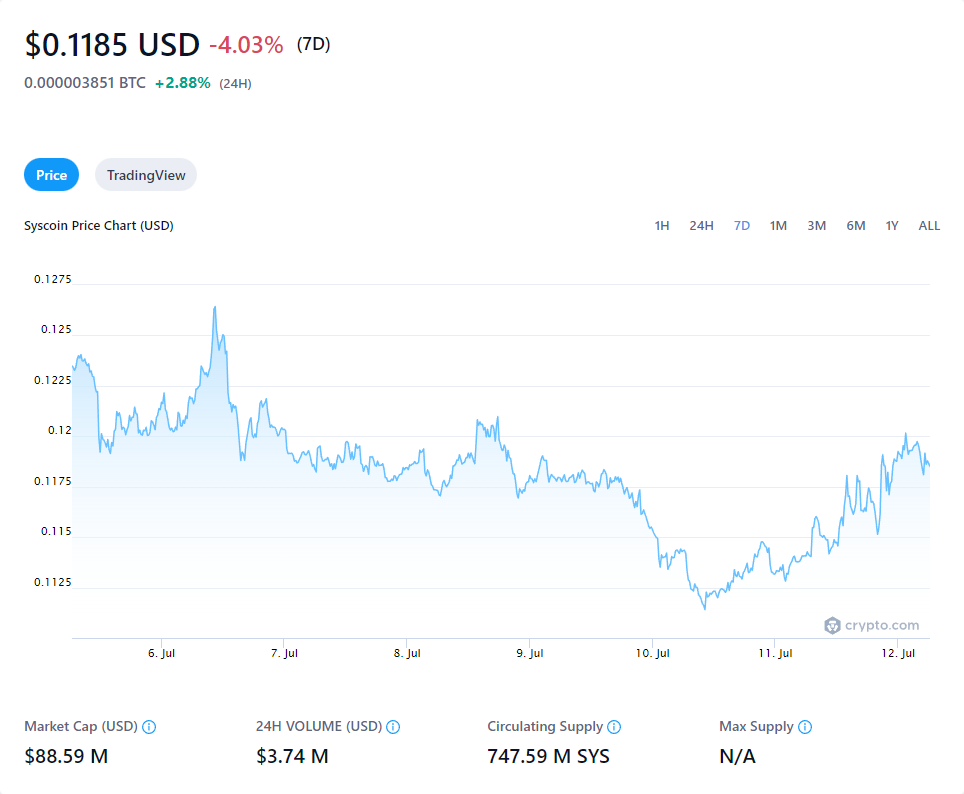 $0.1185 USD -4.03% (7D)
0.000003851 BTC +2.88% (24H)
Price TradingView
Syscoin Price Chart (USD) 1H 24H 7D 1M 3M 6M 1Y ALL
0.1275
0.125
0.1225
0.12
0.1175
0.115
0.1125
crypto.com
6. Jul 7. Jul 8. Jul 9. Jul 10. Jul 11. Jul 12. Jul
Market Cap (USD) 24H VOLUME (USD) Circulating Supply Max Supply
$88.59 M $3.74 M 747.59 M SYS N/A